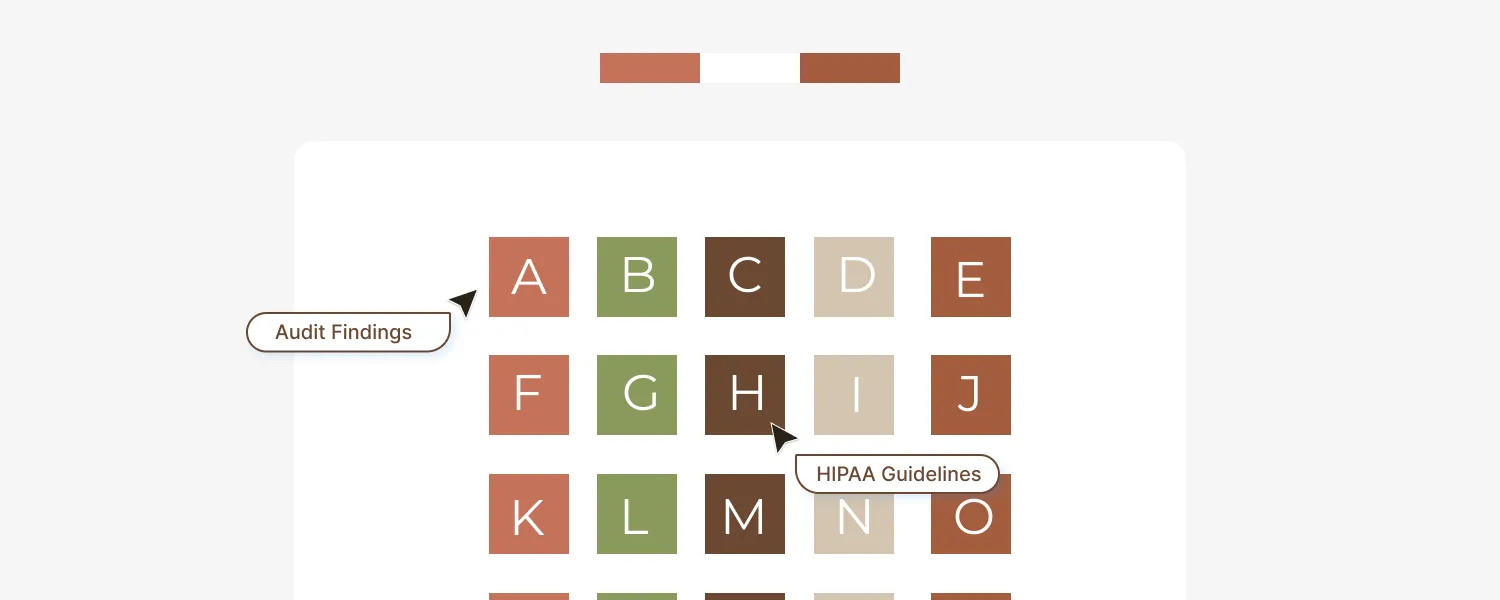 A B C D E
Audit Findings
F G H I J
HIPAA Guidelines
K L M N O